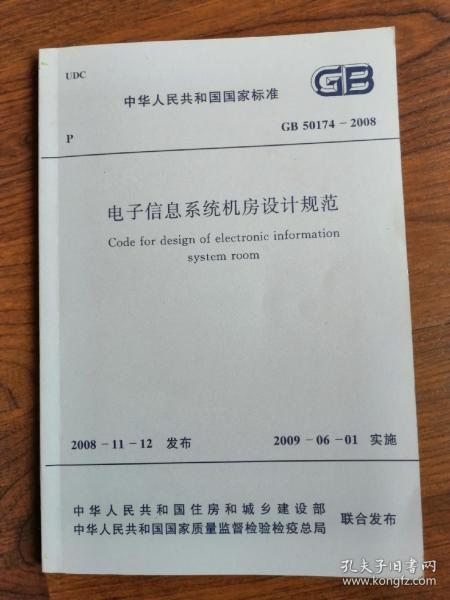 UDC
中华人民共和国国家标准
GB
P
GB 50174－2008
电子信息系统机房设计规范
Code for design of electronic information
system room
2008－11－12 发布
2009－06－01 实施
中华人民共和国住房和城乡建设部
中华人民共和国国家质量监督检验检疫总局
联合发布
孔夫子旧书网
www.kongfz.com